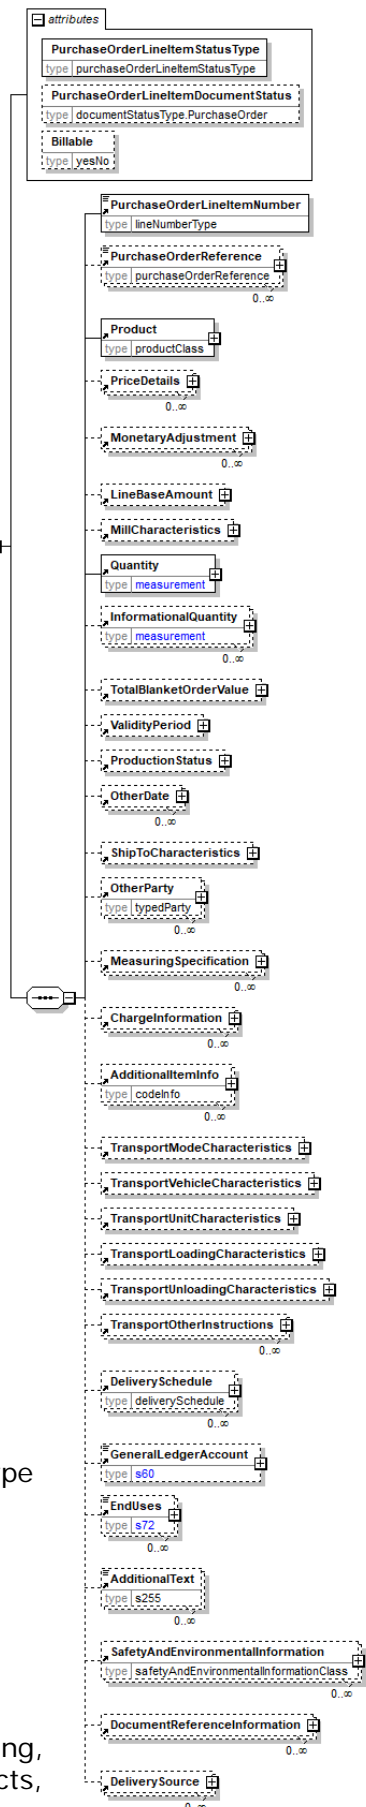 attributes
PurchaseOrderLineItemStatusType
type purchaseOrderLineItemStatusType
PurchaseOrderLineItemDocumentStatus
type documentStatusType.PurchaseOrder
Billable
type yesNo
PurchaseOrderLineItemNumber
type lineNumberType
PurchaseOrderReference
type purchaseOrderReference
0..∞
Product
type productClass
PriceDetails
0..∞
MonetaryAdjustment
0..∞
LineBaseAmount
MillCharacteristics
Quantity
type measurement
InformationalQuantity
type measurement
0..∞
TotalBlanketOrderValue
ValidityPeriod
ProductionStatus
OtherDate
0..∞
ShipToCharacteristics
OtherParty
type typedParty
0..∞
MeasuringSpecification
0..∞
ChargeInformation
0..∞
AdditionalItemInfo
type codeInfo
0..∞
TransportModeCharacteristics
TransportVehicleCharacteristics
TransportUnitCharacteristics
TransportLoadingCharacteristics
TransportUnloadingCharacteristics
TransportOtherInstructions
0..∞
DeliverySchedule
type deliverySchedule
0..∞
GeneralLedgerAccount
type s60
pe
EndUses
type s72
0..∞
AdditionalText
type s255
0..∞
SafetyAndEnvironmentalInformation
type safetyAndEnvironmentalInformationClass
0..∞
DocumentReferenceInformation
0..∞
ng,
cts,
DeliverySource
0..∞